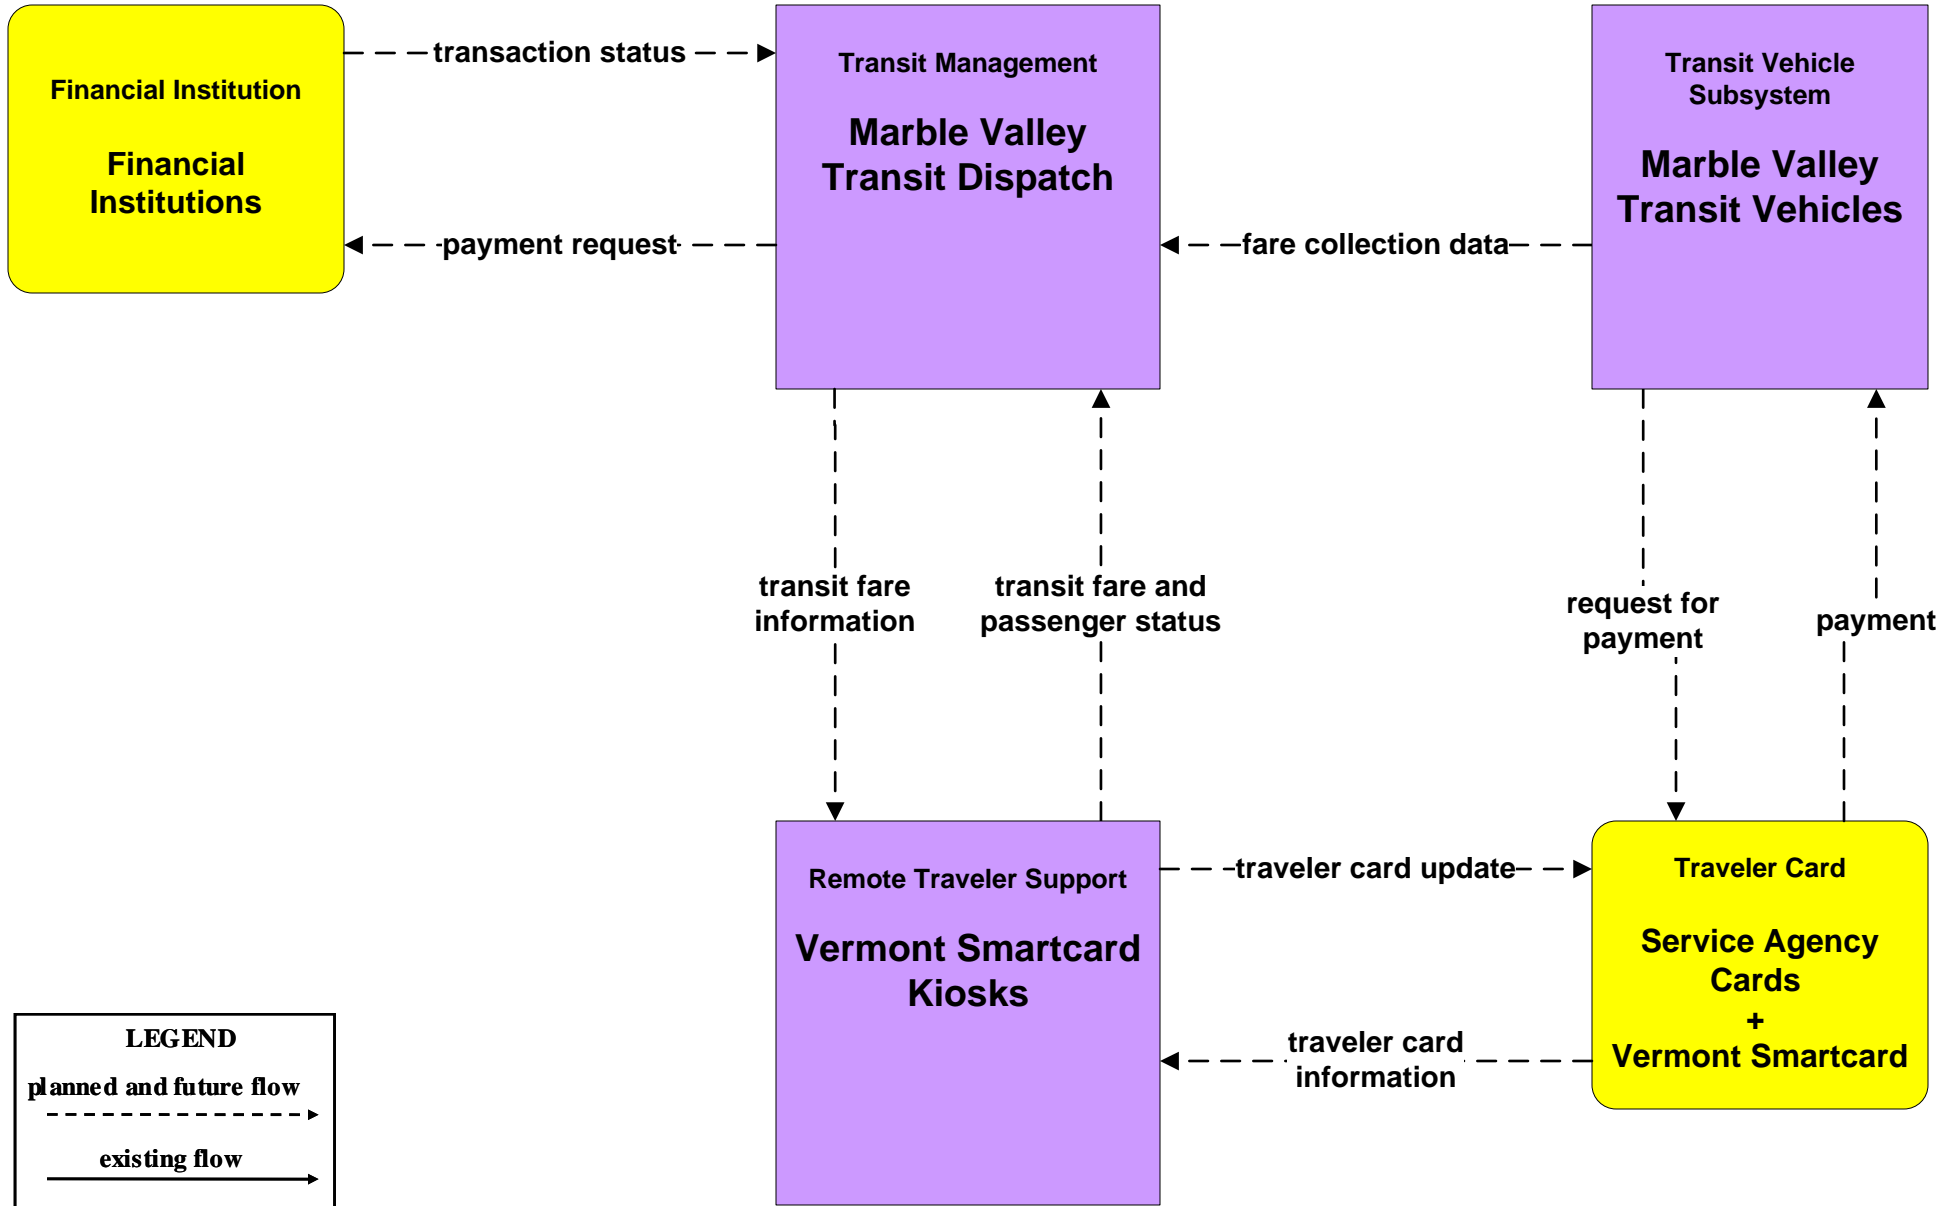 Financial Institution
Financial
Institutions
transaction status
payment request
Transit Management
Marble Valley
Transit Dispatch
fare collection data
Transit Vehicle
Subsystem
Marble Valley
Transit Vehicles
transit fare
information
transit fare and
passenger status
request for
payment
payment
Remote Traveler Support
Vermont Smartcard
Kiosks
traveler card update
traveler card
information
Traveler Card
Service Agency
Cards
+
Vermont Smartcard
LEGEND
planned and future flow
existing flow